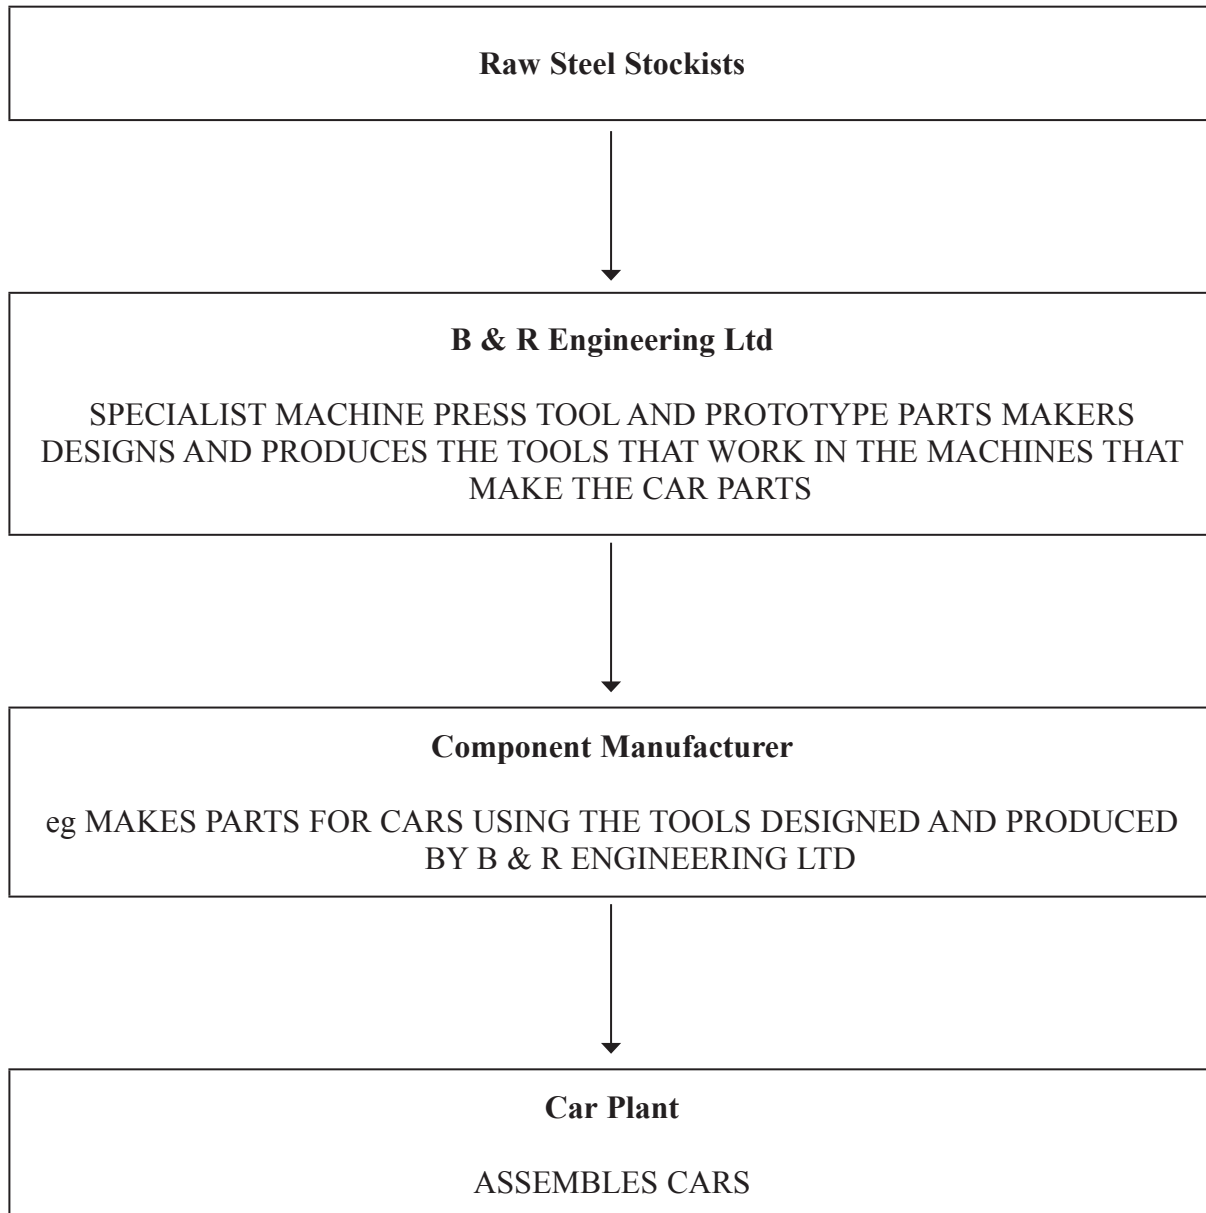 Raw Steel Stockists
B & R Engineering Ltd
SPECIALIST MACHINE PRESS TOOL AND PROTOTYPE PARTS MAKERS
DESIGNS AND PRODUCES THE TOOLS THAT WORK IN THE MACHINES THAT
MAKE THE CAR PARTS
Component Manufacturer
eg MAKES PARTS FOR CARS USING THE TOOLS DESIGNED AND PRODUCED
BY B & R ENGINEERING LTD
Car Plant
ASSEMBLES CARS